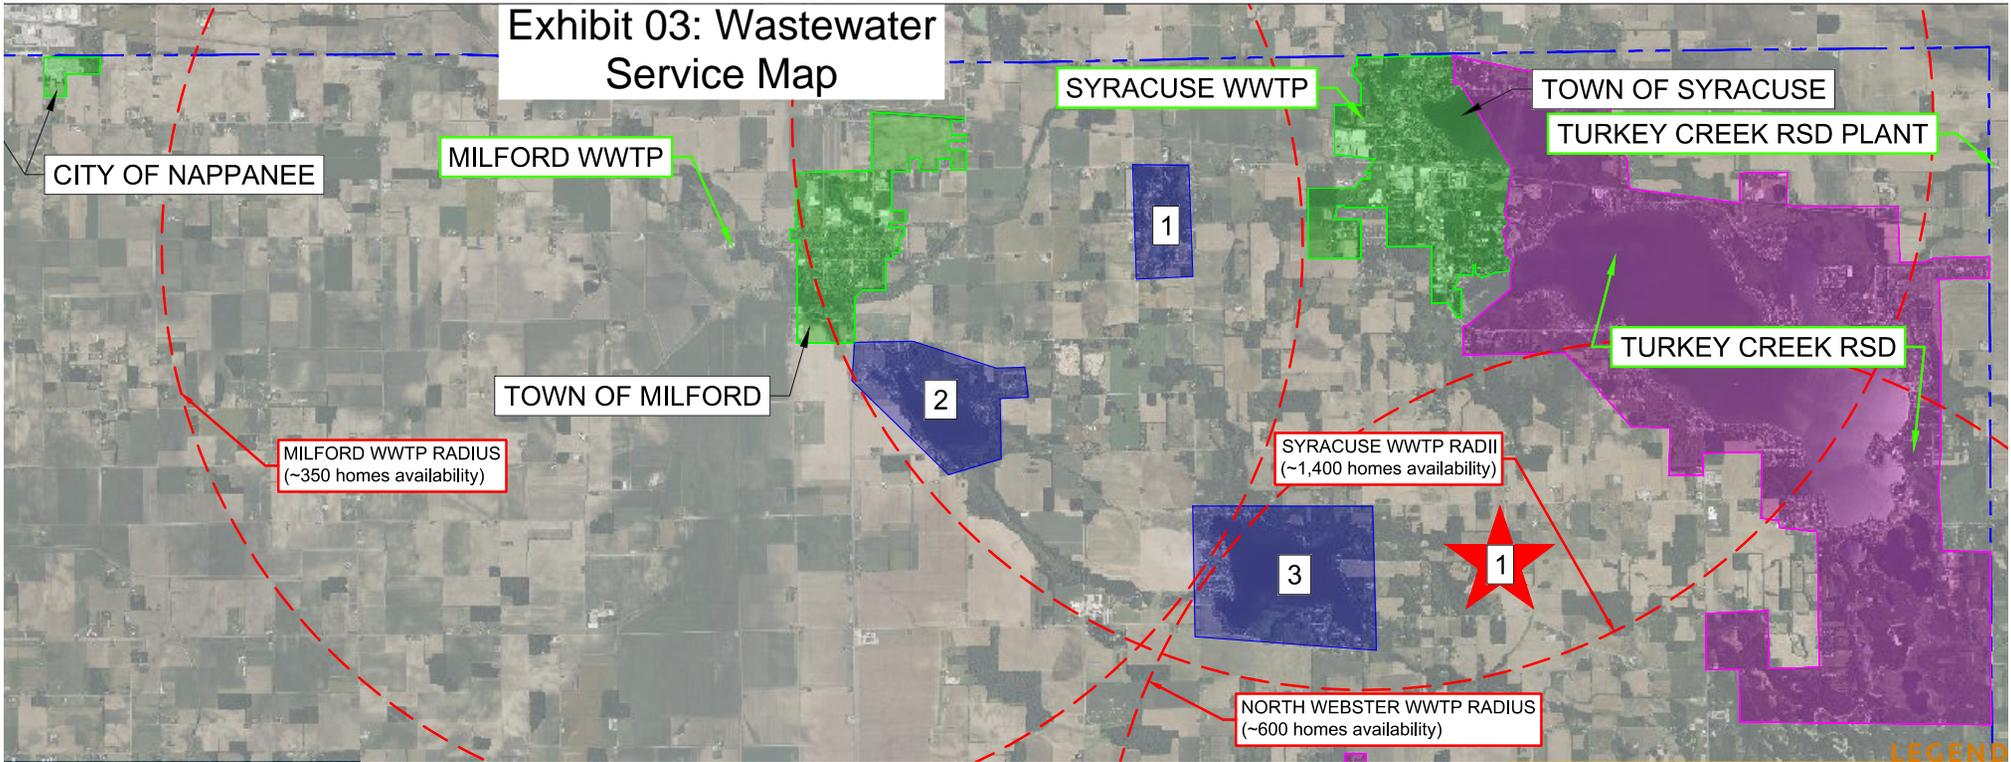 Exhibit 03: Wastewater
Service Map
SYRACUSE WWTP
TOWN OF SYRACUSE
TURKEY CREEK RSD PLANT
MILFORD WWTP
CITY OF NAPPANEE
1
TURKEY CREEK RSD
TOWN OF MILFORD
2
MILFORD WWTP RADIUS
(~350 homes availability)
SYRACUSE WWTP RADII
(~1,400 homes availability)
3
1
NORTH WEBSTER WWTP RADIUS
(~600 homes availability)
LEGEND